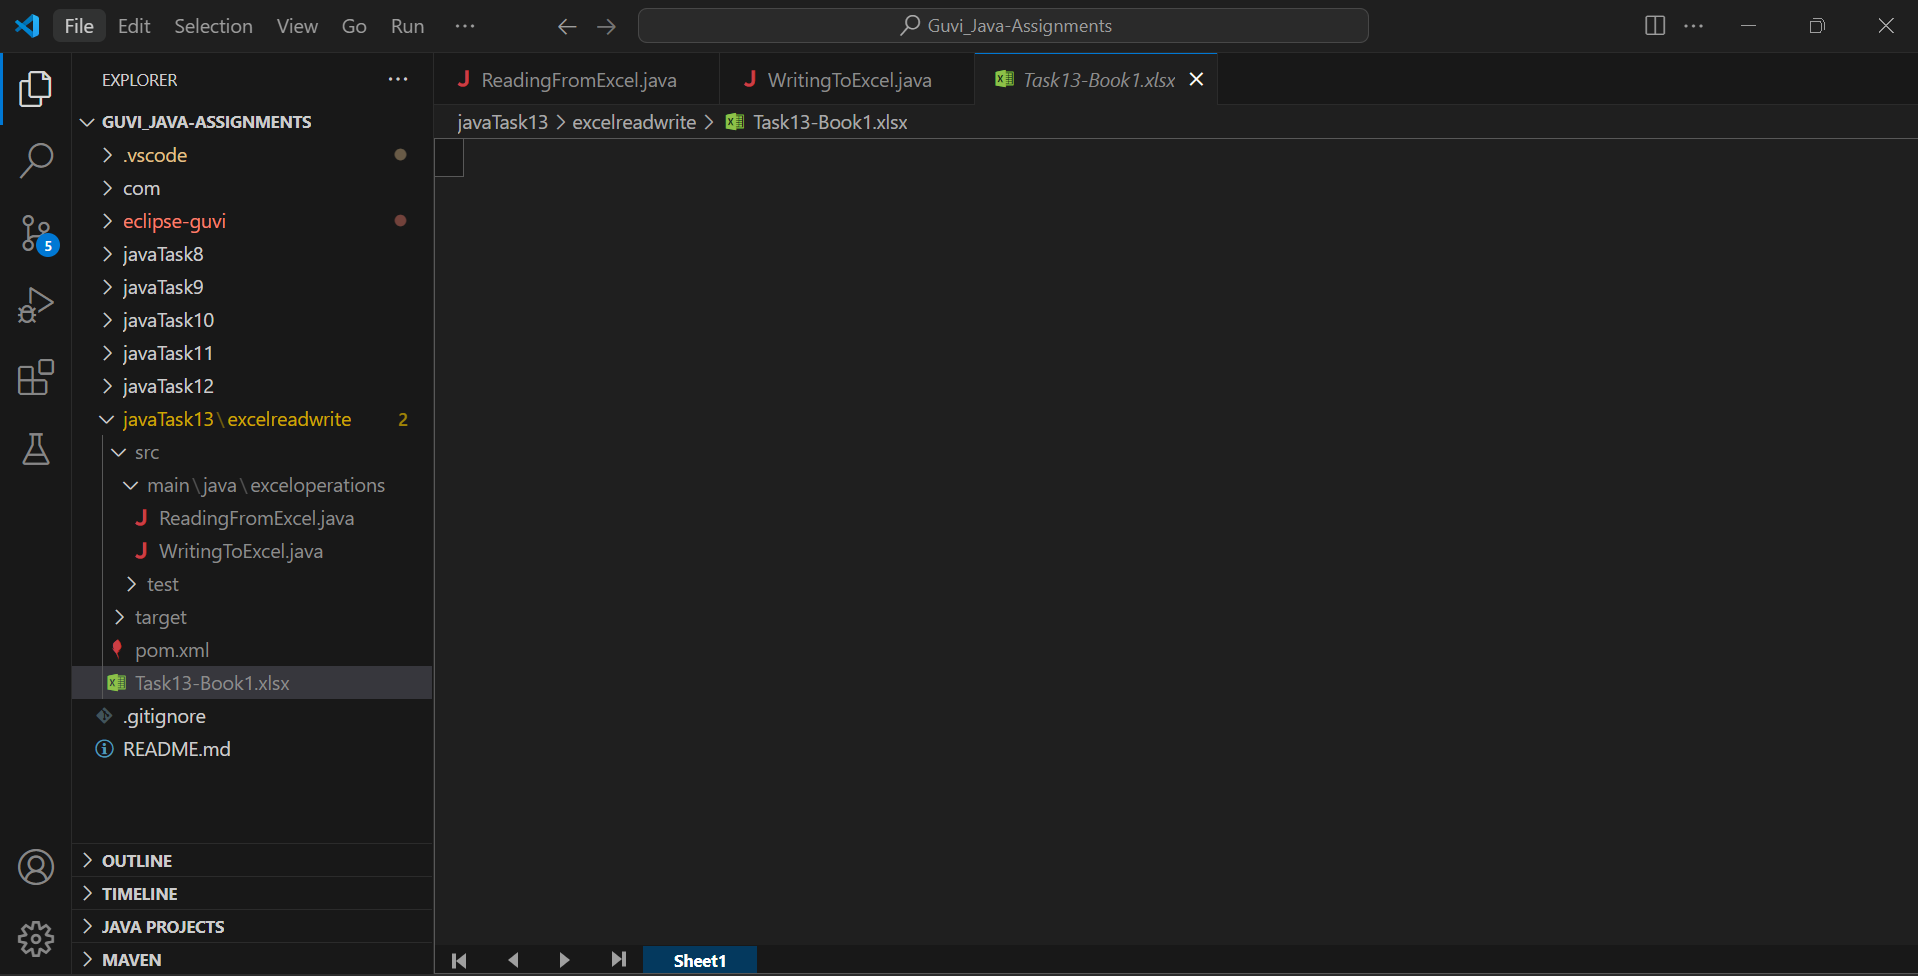 File Edit Selection View Go Run ···
Guvi_Java-Assignments
EXPLORER
ReadingFromExcel.java
WritingToExcel.java
Task13-Book1.xlsx
javaTask13 > excelreadwrite > Task13-Book1.xlsx
GUVI_JAVA-ASSIGNMENTS
.vscode
com
eclipse-guvi
javaTask8
javaTask9
javaTask10
javaTask11
javaTask12
javaTask13\excelreadwrite 2
src
main\java\exceloperations
ReadingFromExcel.java
WritingToExcel.java
test
target
pom.xml
Task13-Book1.xlsx
.gitignore
README.md
5
OUTLINE
TIMELINE
JAVA PROJECTS
MAVEN
Sheet1